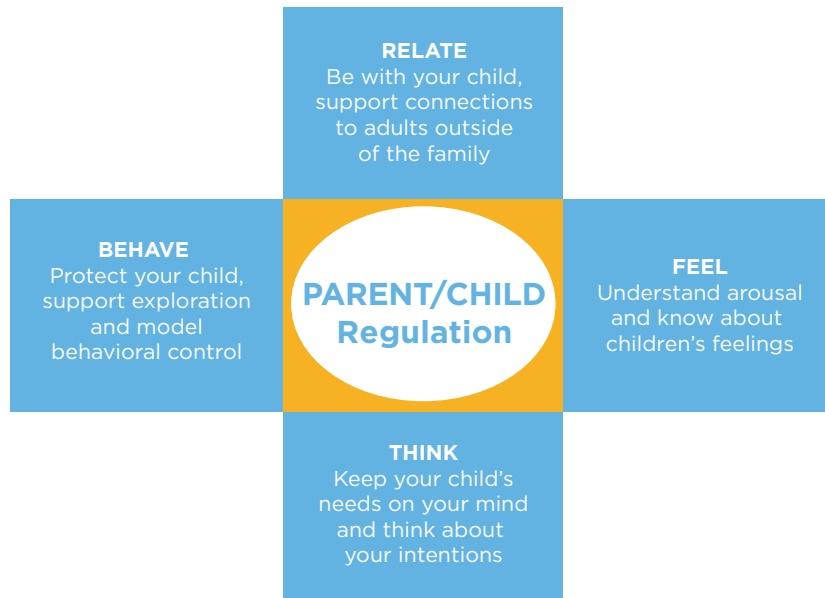 RELATE
Be with your child,
support connections
to adults outside
of the family
BEHAVE
Protect your child,
support exploration
and model
behavioral control
PARENT/CHILD
Regulation
FEEL
Understand arousal
and know about
children’s feelings
THINK
Keep your child’s
needs on your mind
and think about
your intentions